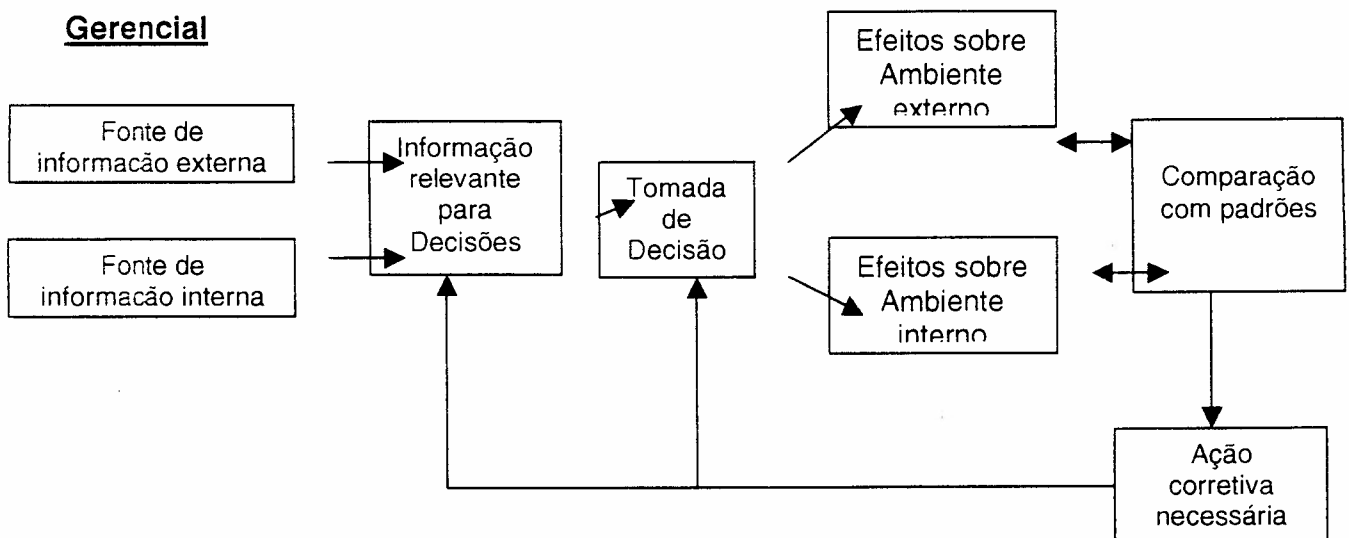 Gerencial
Fonte de
informacão externa
Fonte de
informacão interna
Informação
relevante
para
Decisões
Tomada
de
Decisão
Efeitos sobre
Ambiente
externo
Efeitos sobre
Ambiente
interno
Comparação
com padrões
Ação
corretiva
necessária